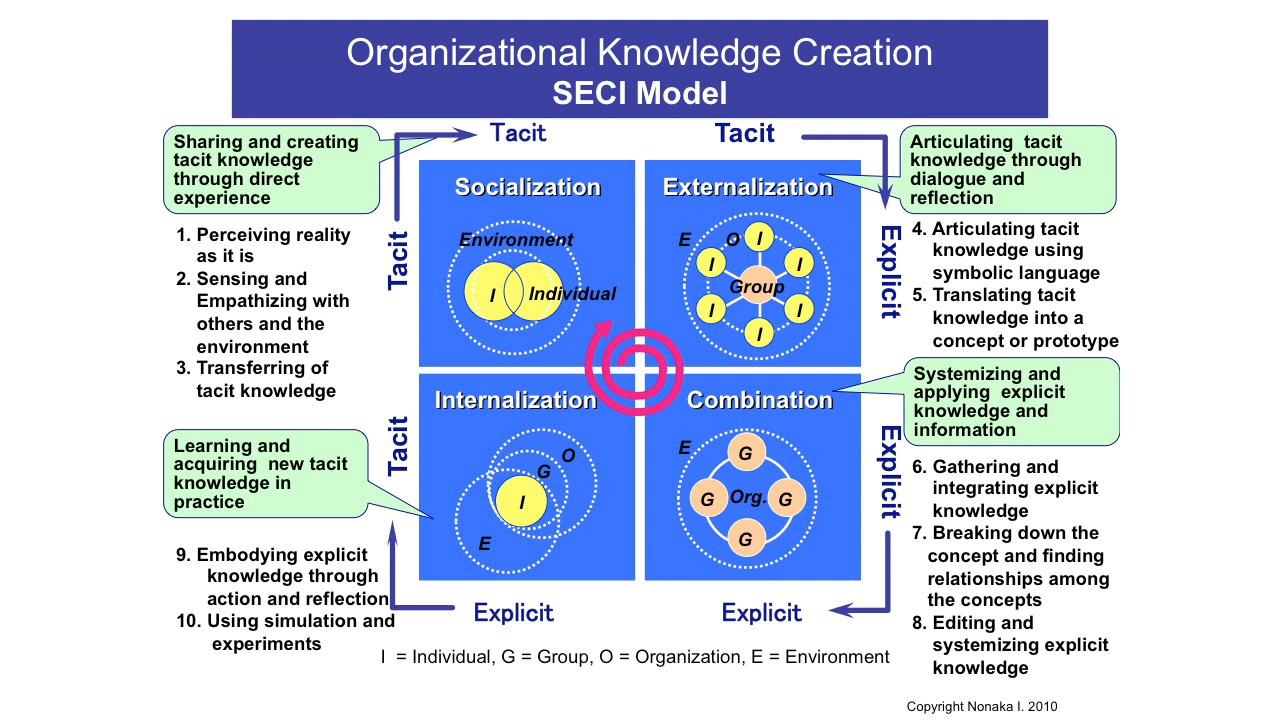 Organizational Knowledge Creation
SECI Model
Sharing and creating
tacit knowledge
through direct
experience
Tacit
Tacit
Articulating tacit
knowledge through
dialogue and
reflection
Tacit
Socialization
Environment
I
Individual
Externalization
E
O
I
I
I
Group
I
I
I
Explicit
1. Perceiving reality
as it is
2. Sensing and
Empathizing with
others and the
environment
3. Transferring of
tacit knowledge
4. Articulating tacit
knowledge using
symbolic language
5. Translating tacit
knowledge into a
concept or prototype
Learning and
acquiring new tacit
knowledge in
practice
Tacit
Internalization
O
G
I
E
Combination
E
G
G
Org.
G
G
Explicit
Systemizing and
applying explicit
knowledge and
information
9. Embodying explicit
knowledge through
action and reflection
10. Using simulation and
experiments
6. Gathering and
integrating explicit
knowledge
7. Breaking down the
concept and finding
relationships among
the concepts
8. Editing and
systemizing explicit
knowledge
Explicit
Explicit
I = Individual, G = Group, O = Organization, E = Environment
Copyright Nonaka I. 2010